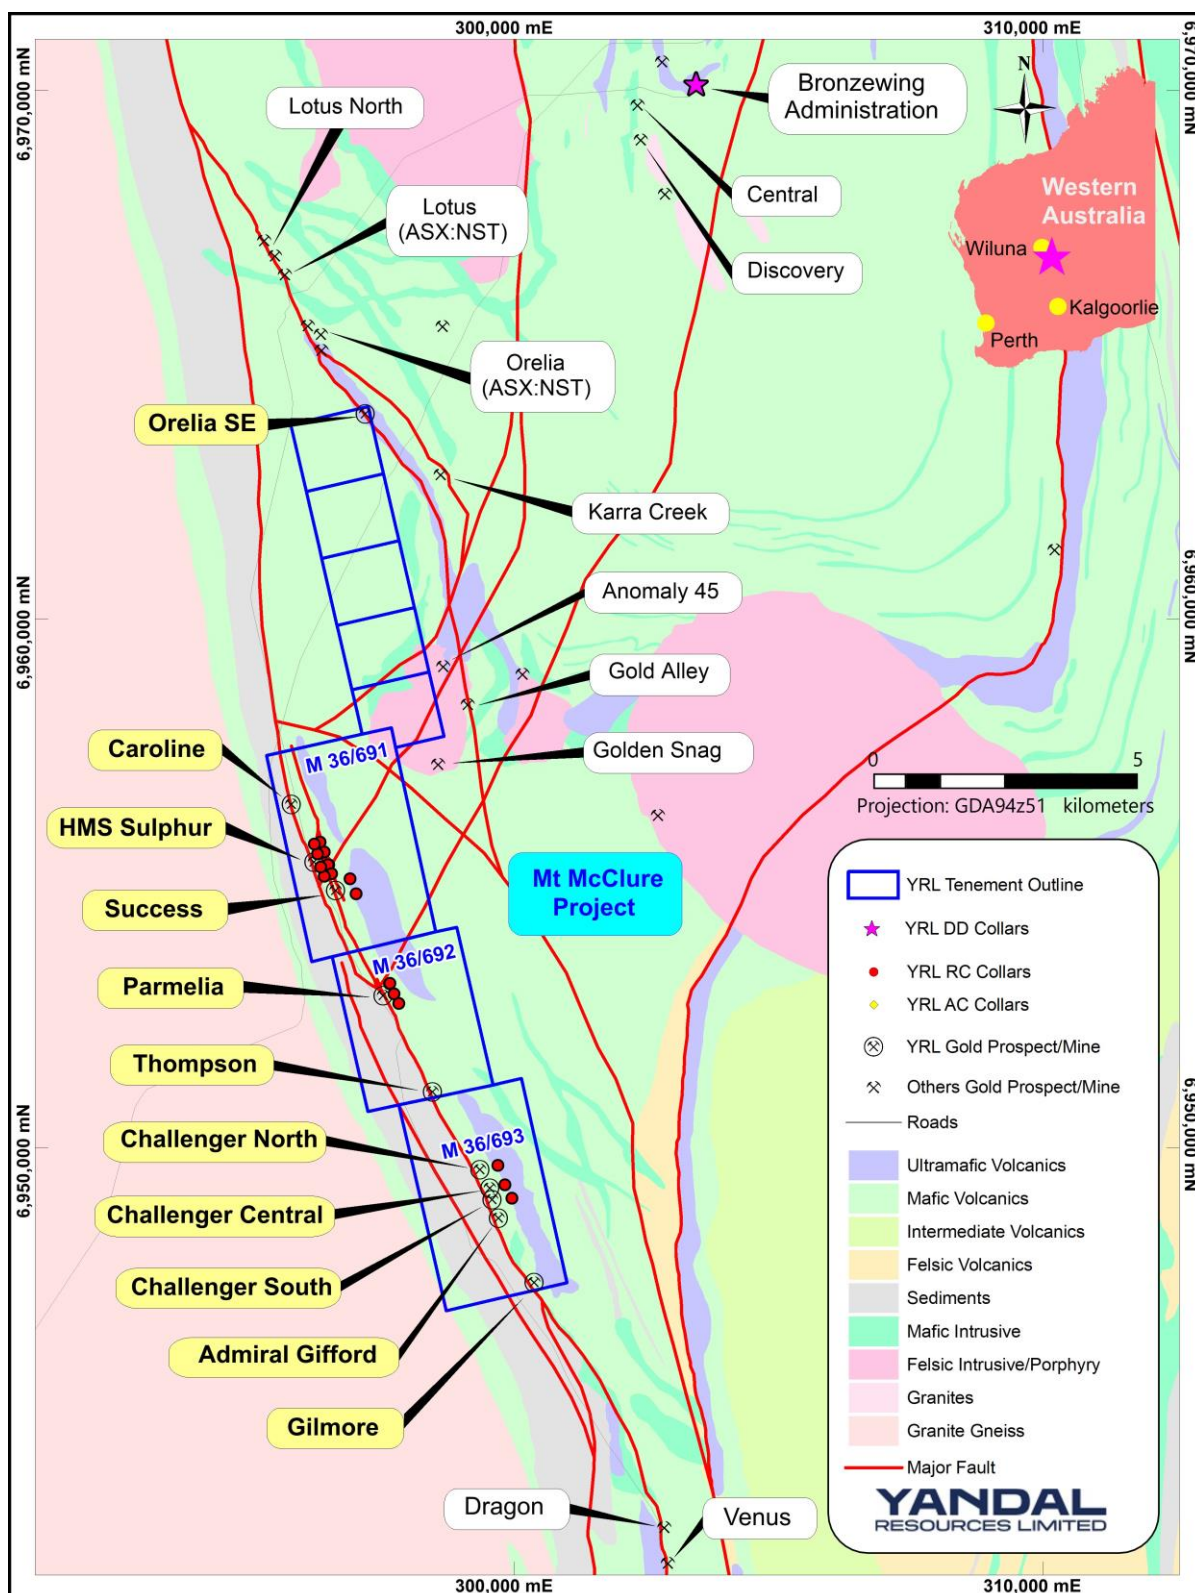 300,000 mE
310,000 mE
6,970,000 mN
6,970,000 mN
N
Lotus North
Bronzewing
Administration
Lotus
(ASX:NST)
Central
Western
Australia
Wiluna
Discovery
Kalgoorlie
Perth
Orelia
(ASX:NST)
Orelia SE
Karra Creek
Anomaly 45
6,960,000 mN
6,960,000 mN
Gold Alley
Caroline
M 36/691
Golden Snag
0
5
Projection: GDA94z51 kilometers
HMS Sulphur
Mt McClure
Project
Success
YRL Tenement Outline
YRL DD Collars
M 36/692
Parmelia
YRL RC Collars
YRL AC Collars
Thompson
YRL Gold Prospect/Mine
Others Gold Prospect/Mine
Roads
6,950,000 mN
6,950,000 mN
Challenger North
M 36/693
Ultramafic Volcanics
Mafic Volcanics
Challenger Central
Intermediate Volcanics
Felsic Volcanics
Challenger South
Sediments
Mafic Intrusive
Admiral Gifford
Felsic Intrusive/Porphyry
Granites
Gilmore
Granite Gneiss
Major Fault
Dragon
Venus
YANDAL
RESOURCES LIMITED
300,000 mE
310,000 mE